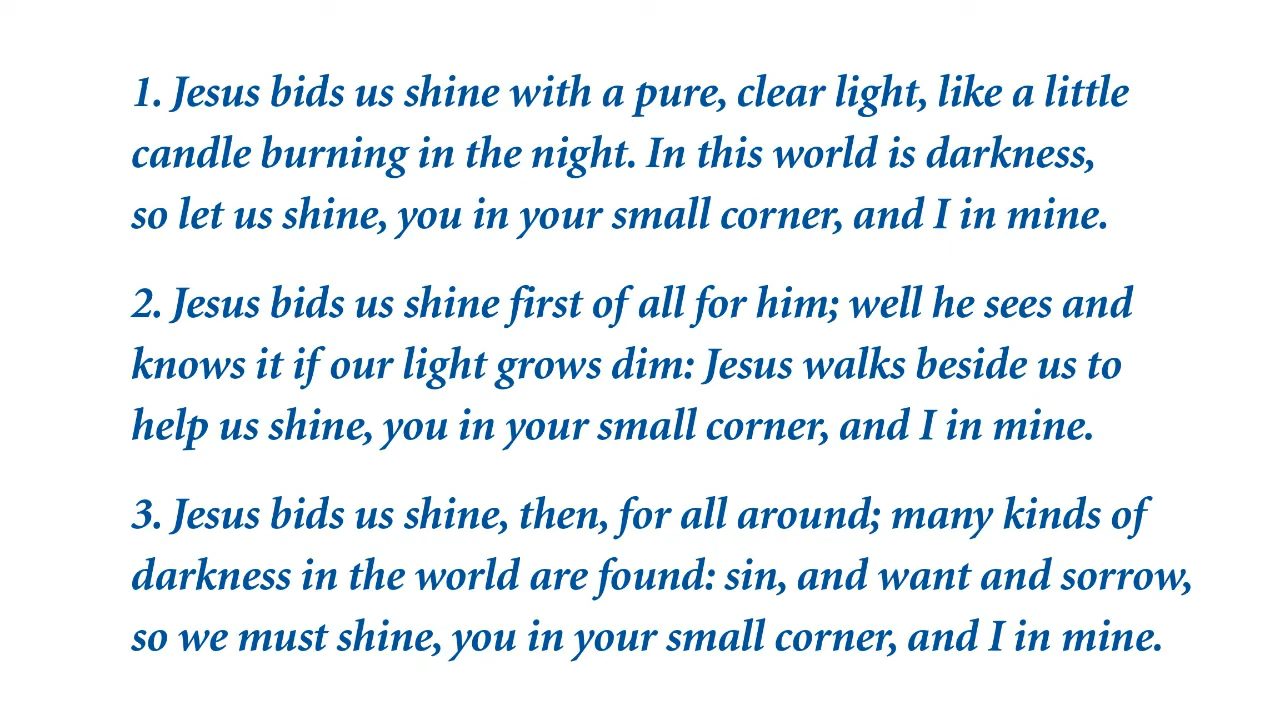 1. Jesus bids us shine with a pure, clear light, like a little
candle burning in the night. In this world is darkness,
so let us shine, you in your small corner, and I in mine.
2. Jesus bids us shine first of all for him; well he sees and
knows it if our light grows dim: Jesus walks beside us to
help us shine, you in your small corner, and I in mine.
3. Jesus bids us shine, then, for all around; many kinds of
darkness in the world are found: sin, and want and sorrow,
so we must shine, you in your small corner, and I in mine.